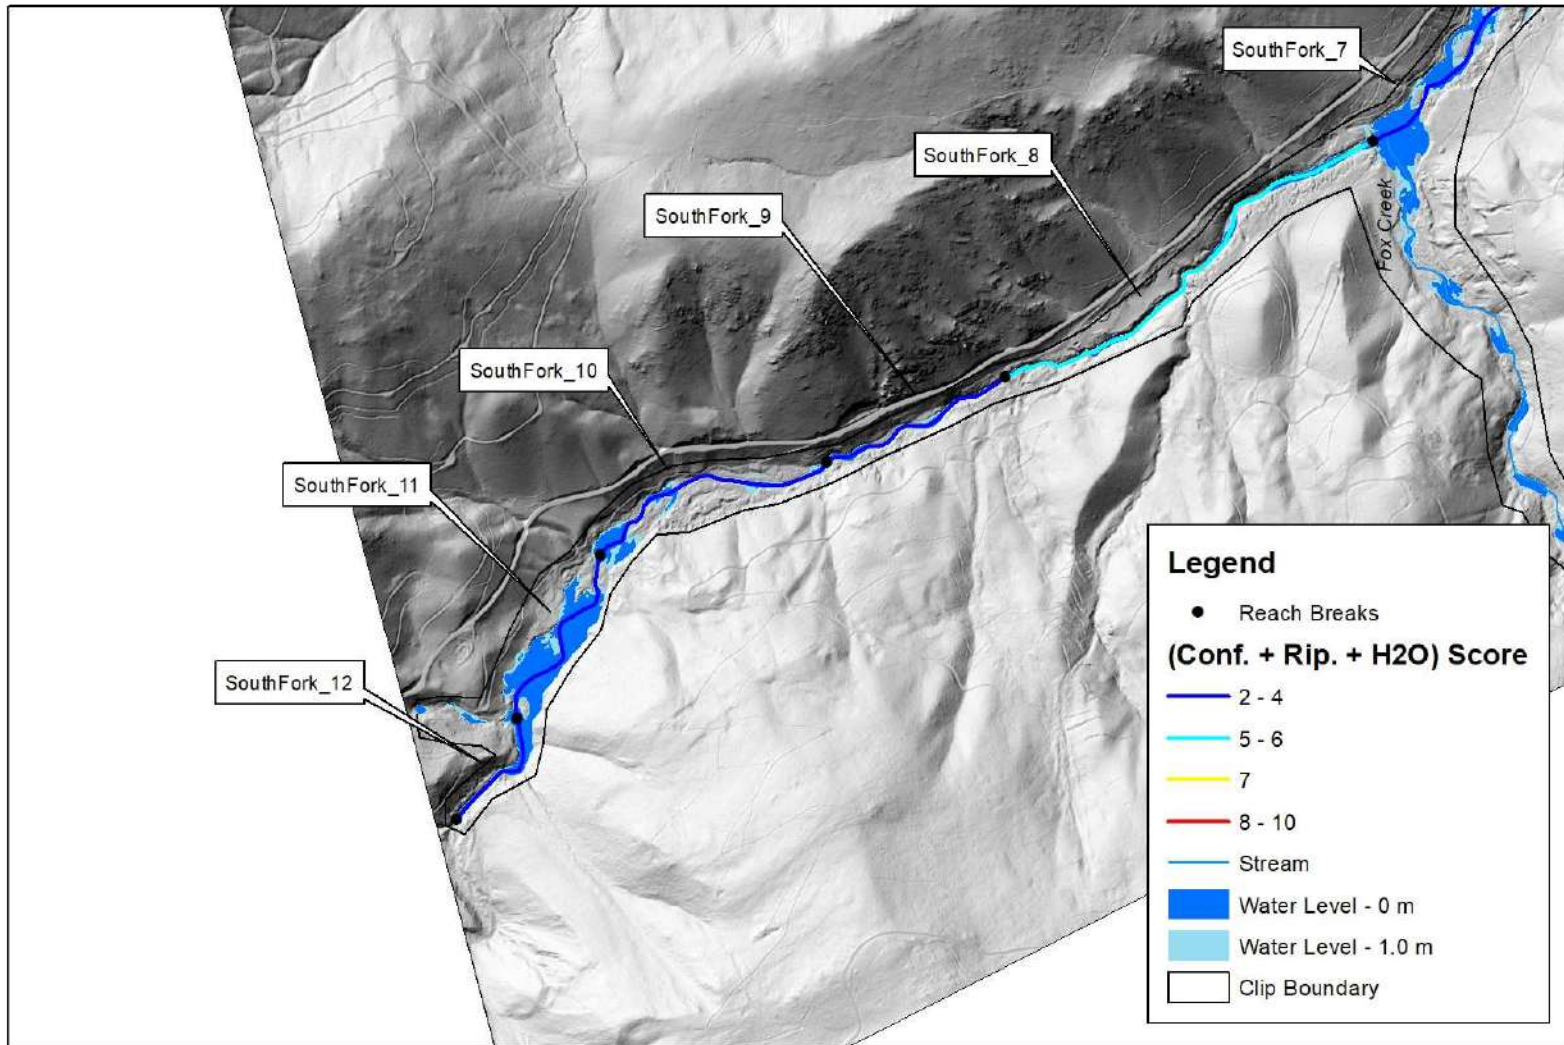 SouthFork_7
SouthFork_8
SouthFork_9
SouthFork_10
SouthFork_11
SouthFork_12
Fox Creek
Legend
Reach Breaks
(Conf. + Rip. + H2O) Score
2 - 4
5 - 6
7
8 - 10
Stream
Water Level - 0 m
Water Level - 1.0 m
Clip Boundary